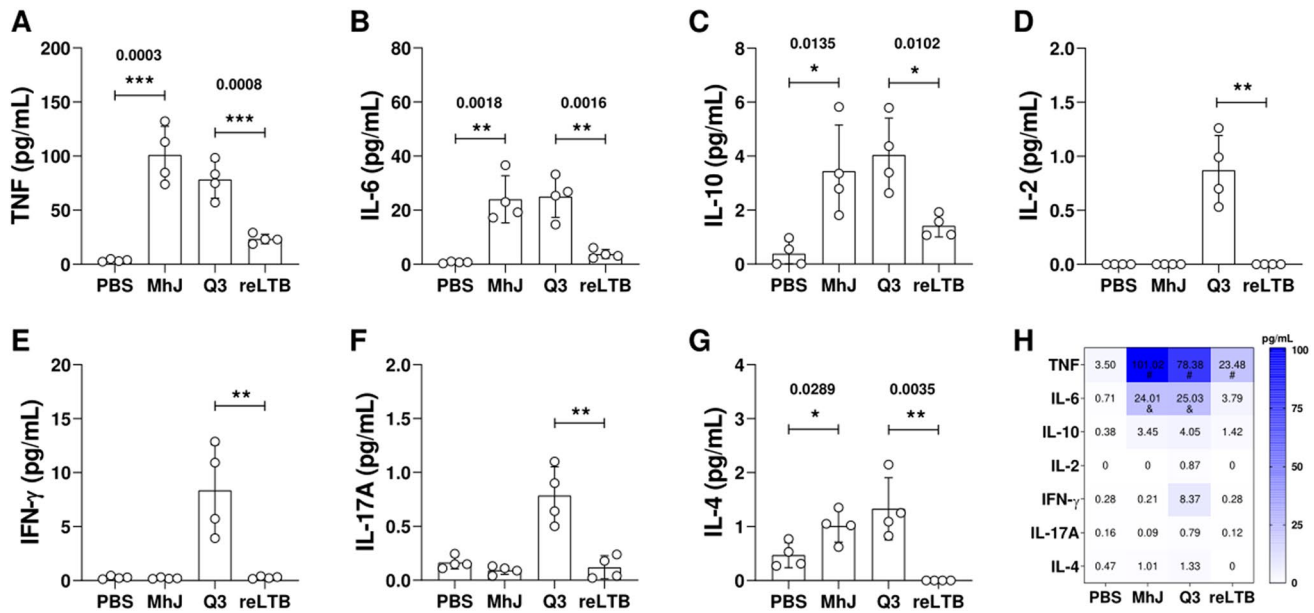 A
TNF (pg/mL)
200
150
100
50
0
0.0003
***
0.0008
***
PBS MhJ Q3 reLTB
B
IL-6 (pg/mL)
80
60
40
20
0
0.0018
**
0.0016
**
PBS MhJ Q3 reLTB
C
IL-10 (pg/mL)
8
6
4
2
0
0.0135
*
0.0102
*
PBS MhJ Q3 reLTB
D
IL-2 (pg/mL)
2.0
1.5
1.0
0.5
0.0
**
PBS MhJ Q3 reLTB
E
IFN-γ (pg/mL)
20
15
10
5
0
**
PBS MhJ Q3 reLTB
F
IL-17A (pg/mL)
2.0
1.5
1.0
0.5
0.0
**
PBS MhJ Q3 reLTB
G
IL-4 (pg/mL)
4
3
2
1
0
0.0289
*
0.0035
**
PBS MhJ Q3 reLTB
H
pg/mL
TNF 3.50 101.02 78.38 23.48
# # #
IL-6 0.71 24.01 25.03 3.79
& &
IL-10 0.38 3.45 4.05 1.42
IL-2 0 0 0.87 0
IFN-γ 0.28 0.21 8.37 0.28
IL-17A 0.16 0.09 0.79 0.12
IL-4 0.47 1.01 1.33 0
PBS MhJ Q3 reLTB
100
75
50
25
0